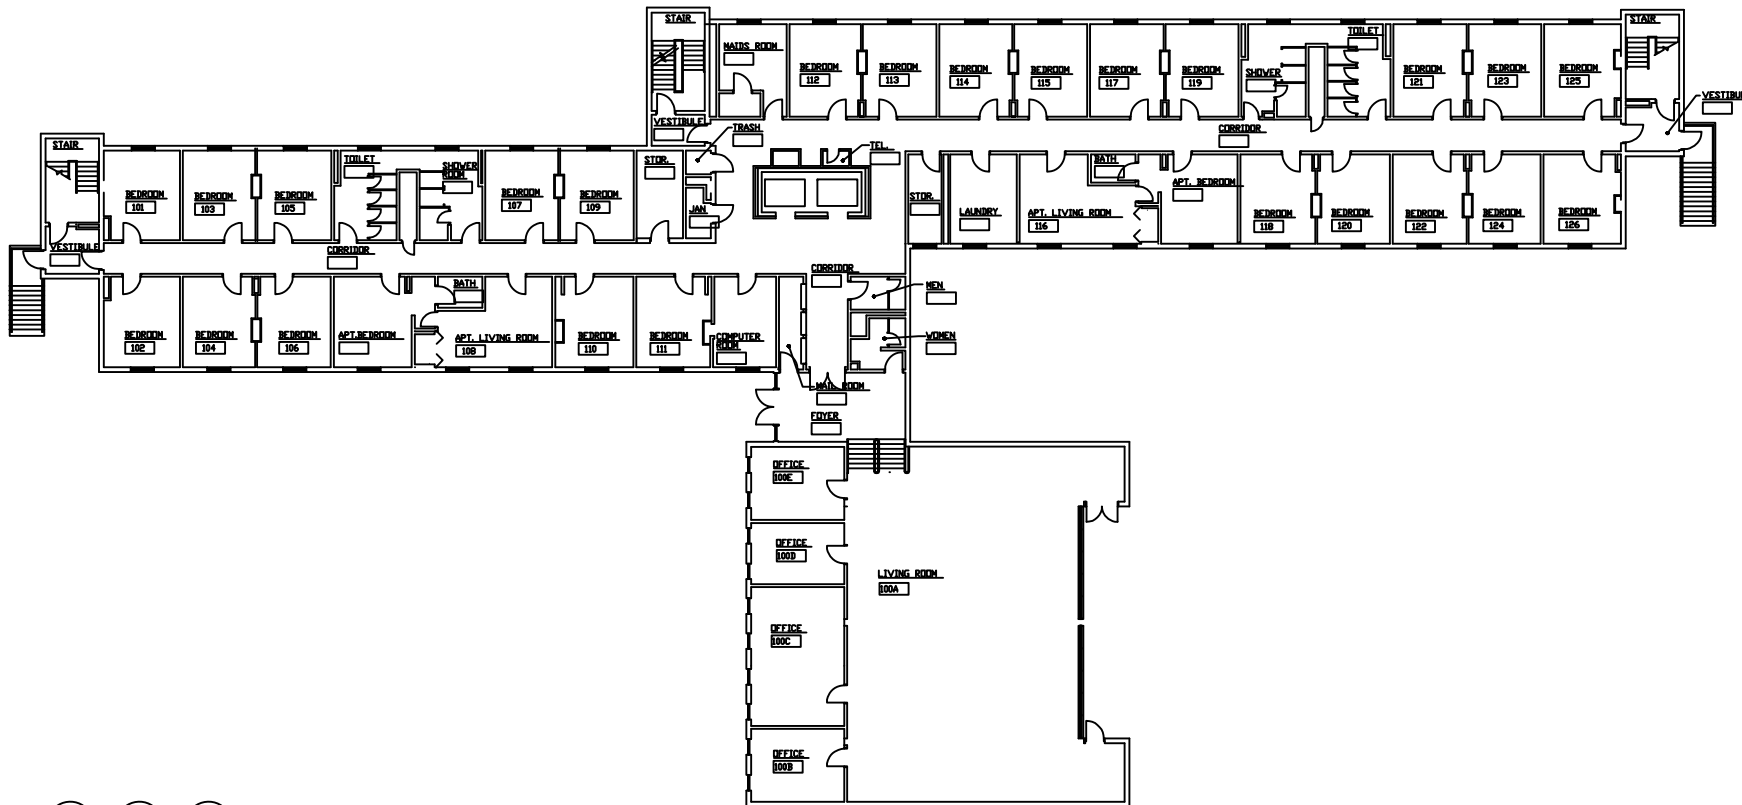 STAIR
STAIR
MAIDS ROOM
TOILET
BEDROOM
112
BEDROOM
113
BEDROOM
114
BEDROOM
115
BEDROOM
117
BEDROOM
119
SHOWER
BEDROOM
121
BEDROOM
123
BEDROOM
125
VESTIBULE
TRASH
CORRIDOR
STAIR
TEL.
TOILET
SHOWER
ROOM
STOR.
BATH
APT. BEDROOM
BEDROOM
101
BEDROOM
103
BEDROOM
105
BEDROOM
107
BEDROOM
109
JAN
STOR.
LAUNDRY
APT. LIVING ROOM
116
BEDROOM
118
BEDROOM
120
BEDROOM
122
BEDROOM
124
BEDROOM
126
VESTIBULE
CORRIDOR
CORRIDOR
BATH
MEN
BEDROOM
102
BEDROOM
104
BEDROOM
106
APT.BEDROOM
APT. LIVING ROOM
108
BEDROOM
110
BEDROOM
111
COMPUTER
ROOM
WOMEN
MAIL ROOM
FOYER
OFFICE
100E
OFFICE
100D
LIVING ROOM
100A
OFFICE
100C
OFFICE
100B